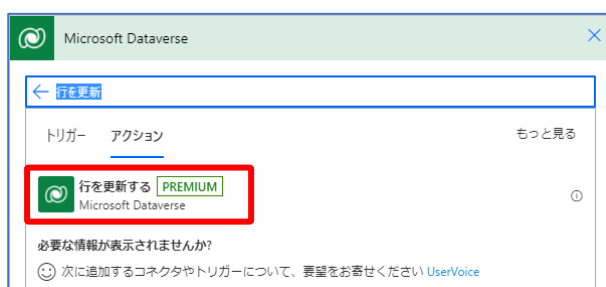 Microsoft Dataverse
行を更新
トリガー アクション もっと見る
行を更新する PREMIUM
Microsoft Dataverse
必要な情報が表示されませんか?
次に追加するコネクタやトリガーについて、要望をお寄せください UserVoice